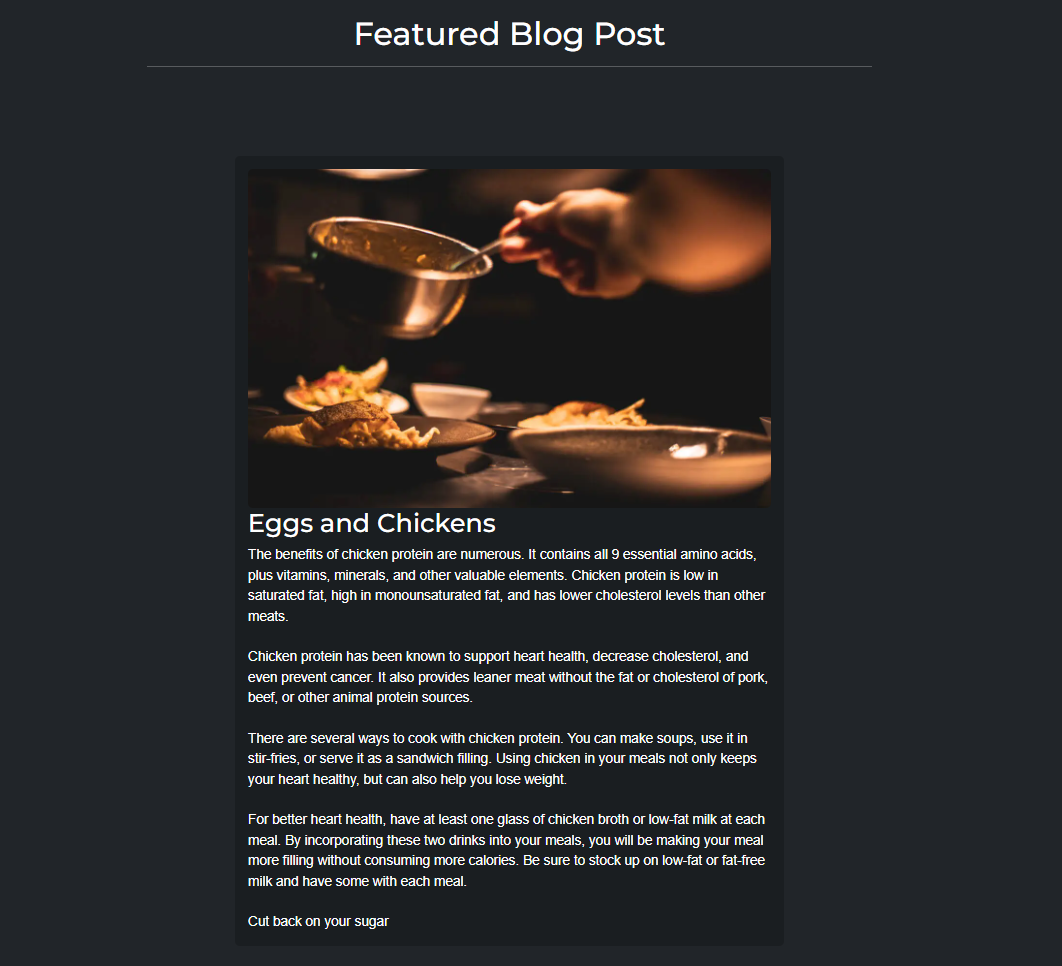 Featured Blog Post
Eggs and Chickens
The benefits of chicken protein are numerous. It contains all 9 essential amino acids,
plus vitamins, minerals, and other valuable elements. Chicken protein is low in
saturated fat, high in monounsaturated fat, and has lower cholesterol levels than other
meats.
Chicken protein has been known to support heart health, decrease cholesterol, and
even prevent cancer. It also provides leaner meat without the fat or cholesterol of pork,
beef, or other animal protein sources.
There are several ways to cook with chicken protein. You can make soups, use it in
stir-fries, or serve it as a sandwich filling. Using chicken in your meals not only keeps
your heart healthy, but can also help you lose weight.
For better heart health, have at least one glass of chicken broth or low-fat milk at each
meal. By incorporating these two drinks into your meals, you will be making your meal
more filling without consuming more calories. Be sure to stock up on low-fat or fat-free
milk and have some with each meal.
Cut back on your sugar